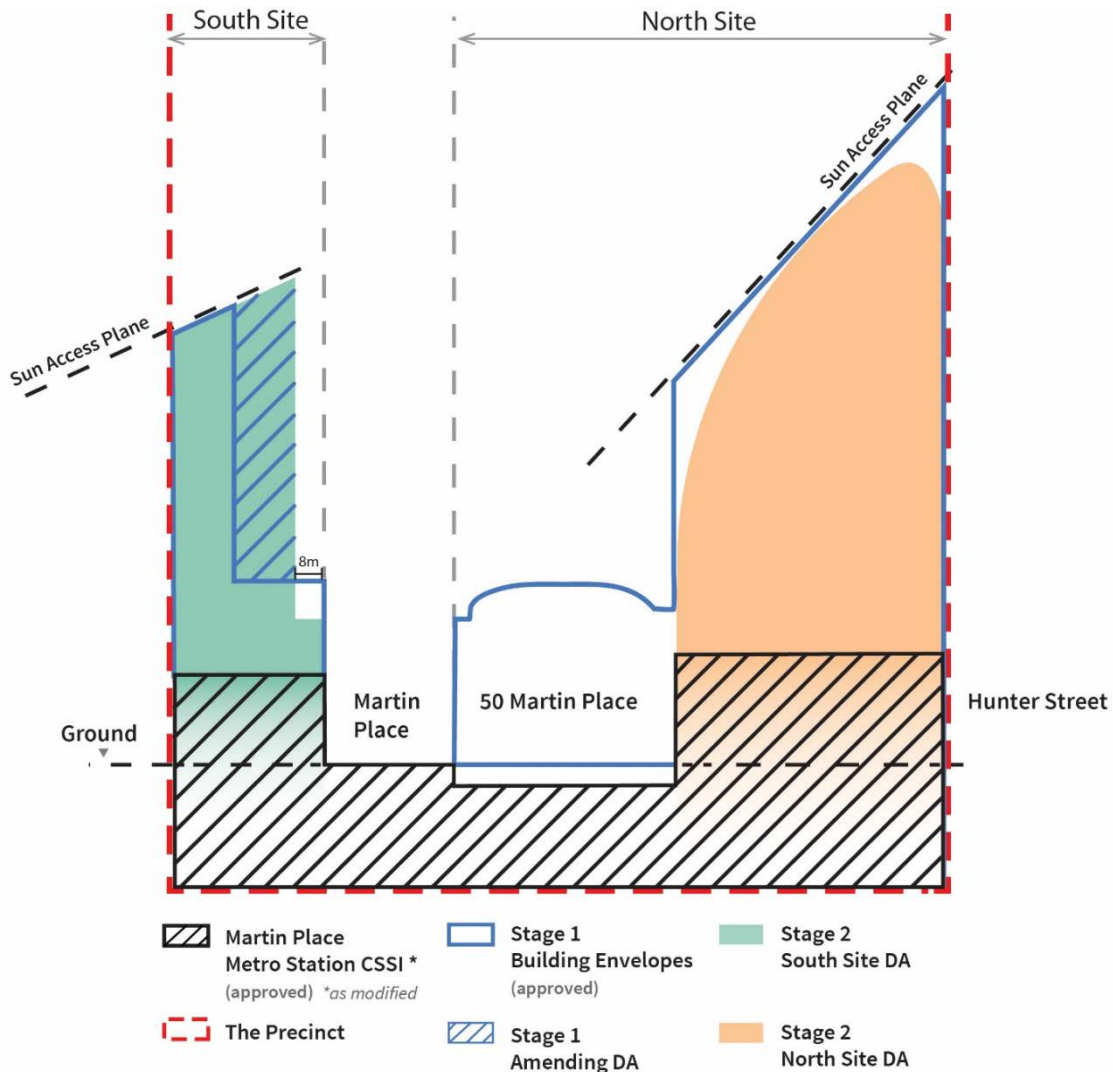 South Site
North Site
Sun Access Plane
Sun Access Plane
8m
Martin
Place
50 Martin Place
Hunter Street
Ground
Martin Place
Metro Station CSSI *
(approved) *as modified
Stage 1
Building Envelopes
(approved)
Stage 2
South Site DA
The Precinct
Stage 1
Amending DA
Stage 2
North Site DA